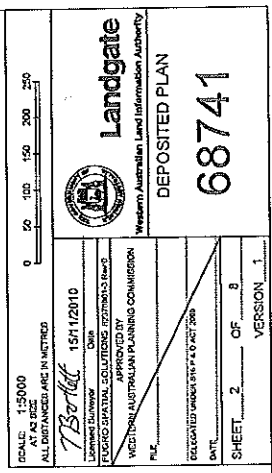 SCALE: 1:5000
AT A2 SIZE
ALL DISTANCES ARE IN METRES
0 50 100 150 200 250
TBartlett 15/11/2010
Licensed Surveyor Date
FUGRO SPATIAL SOLUTIONS
APPROVED BY
WESTERN AUSTRALIAN PLANNING COMMISSION
FILE
DELEGATED UNDER S16 P & D ACT 2005
DATE
SHEET 2 OF 8
VERSION 1
Landgate
Western Australian Land Information Authority
DEPOSITED PLAN
68741